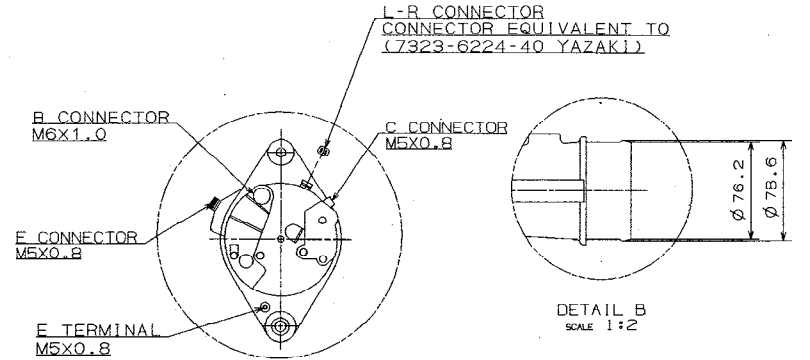 L-R CONNECTOR
CONNECTOR EQUIVALENT TO
(7323-6224-40 YAZAKI)
B CONNECTOR
M6X1.0
C CONNECTOR
M5X0.8
E CONNECTOR
M5X0.8
E TERMINAL
M5X0.8
Ø76.2
Ø78.6
DETAIL B
SCALE 1:2